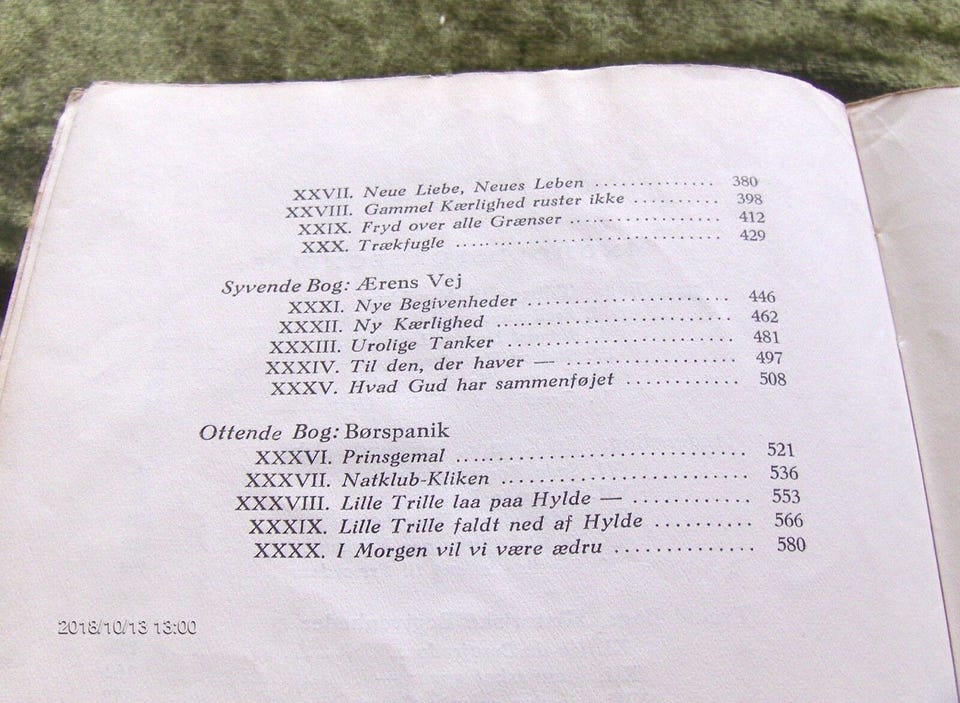 XXVII. Neue Liebe, Neues Leben .............. 380
XXVIII. Gammel Kærlighed ruster ikke .......... 398
XXIX. Fryd over alle Grænser .................. 412
XXX. Trækfugle ............................... 429
Syvende Bog: Ærens Vej
XXXI. Nye Begivenheder ........................ 446
XXXII. Ny Kærlighed ........................... 462
XXXIII. Urolige Tanker ........................ 481
XXXIV. Til den, der haver — .................. 497
XXXV. Hvad Gud har sammenføjet ............ 508
Ottende Bog: Børspanik
XXXVI. Prinsgemal ............................. 521
XXXVII. Natklub-Kliken ........................ 536
XXXVIII. Lille Trille laa paa Hylde — ............ 553
XXXIX. Lille Trille faldt ned af Hylde .......... 566
XXXX. I Morgen vil vi være ædru .............. 580
2018/10/13 13:00